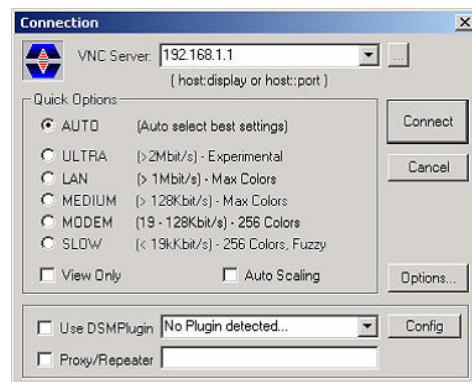 Connection
VNC Server: 192.168.1.1 ...
( host:display or host::port )
Quick Options
AUTO (Auto select best settings)
ULTRA (>2Mbit/s) - Experimental
LAN (> 1Mbit/s) - Max Colors
MEDIUM (> 128Kbit/s) - Max Colors
MODEM (19 - 128Kbit/s) - 256 Colors
SLOW (< 19kKbit/s) - 256 Colors, Fuzzy
View Only Auto Scaling
Connect
Cancel
Options...
Use DSMPlugin No Plugin detected... Config
Proxy/Repeater